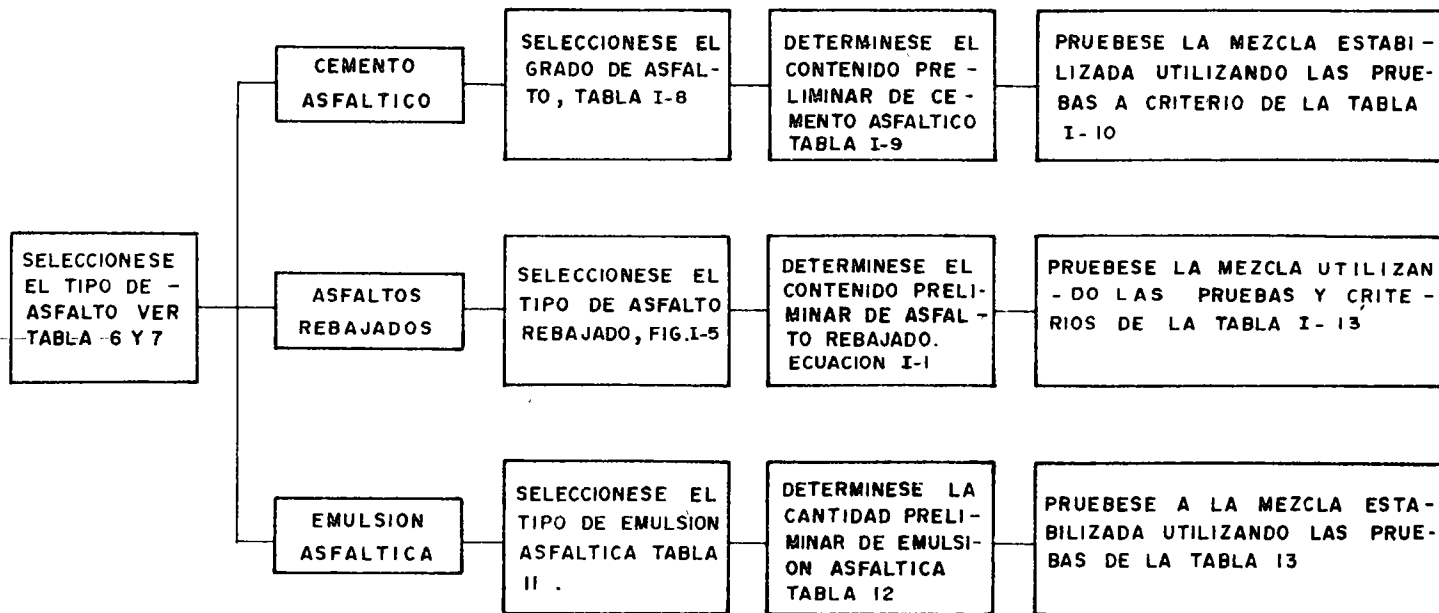 SELECCIONESE
EL TIPO DE -
ASFALTO VER
TABLA 6 Y 7
CEMENTO
ASFALTICO
SELECCIONESE EL
GRADO DE ASFAL-
TO, TABLA I-8
DETERMINESE EL
CONTENIDO PRE -
LIMINAR DE CE-
MENTO ASFALTICO
TABLA I-9
PRUEBESE LA MEZCLA ESTABI -
LIZADA UTILIZANDO LAS PRUE-
BAS A CRITERIO DE LA TABLA
I-10
ASFALTOS
REBAJADOS
SELECCIONESE EL
TIPO DE ASFALTO
REBAJADO, FIG.I-5
DETERMINESE EL
CONTENIDO PRELI-
MINAR DE ASFAL -
TO REBAJADO.
ECUACION I-1
PRUEBESE LA MEZCLA UTILIZAN
-DO LAS PRUEBAS Y CRITE -
RIOS DE LA TABLA I-13
EMULSION
ASFALTICA
SELECCIONESE EL
TIPO DE EMULSION
ASFALTICA TABLA
11 .
DETERMINESE LA
CANTIDAD PRELI-
MINAR DE EMULSI-
ON ASFALTICA
TABLA 12
PRUEBESE A LA MEZCLA ESTA-
BILIZADA UTILIZANDO LAS PRUE-
BAS DE LA TABLA 13